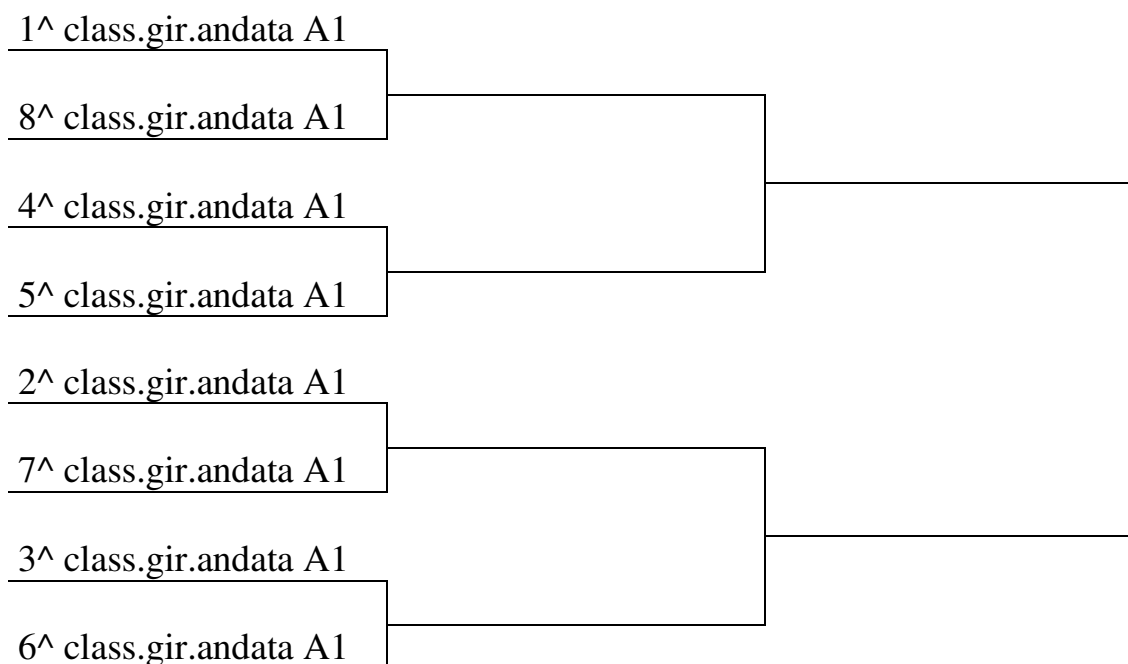 1^ class.gir.andata A1
8^ class.gir.andata A1
4^ class.gir.andata A1
5^ class.gir.andata A1
2^ class.gir.andata A1
7^ class.gir.andata A1
3^ class.gir.andata A1
6^ class.gir.andata A1